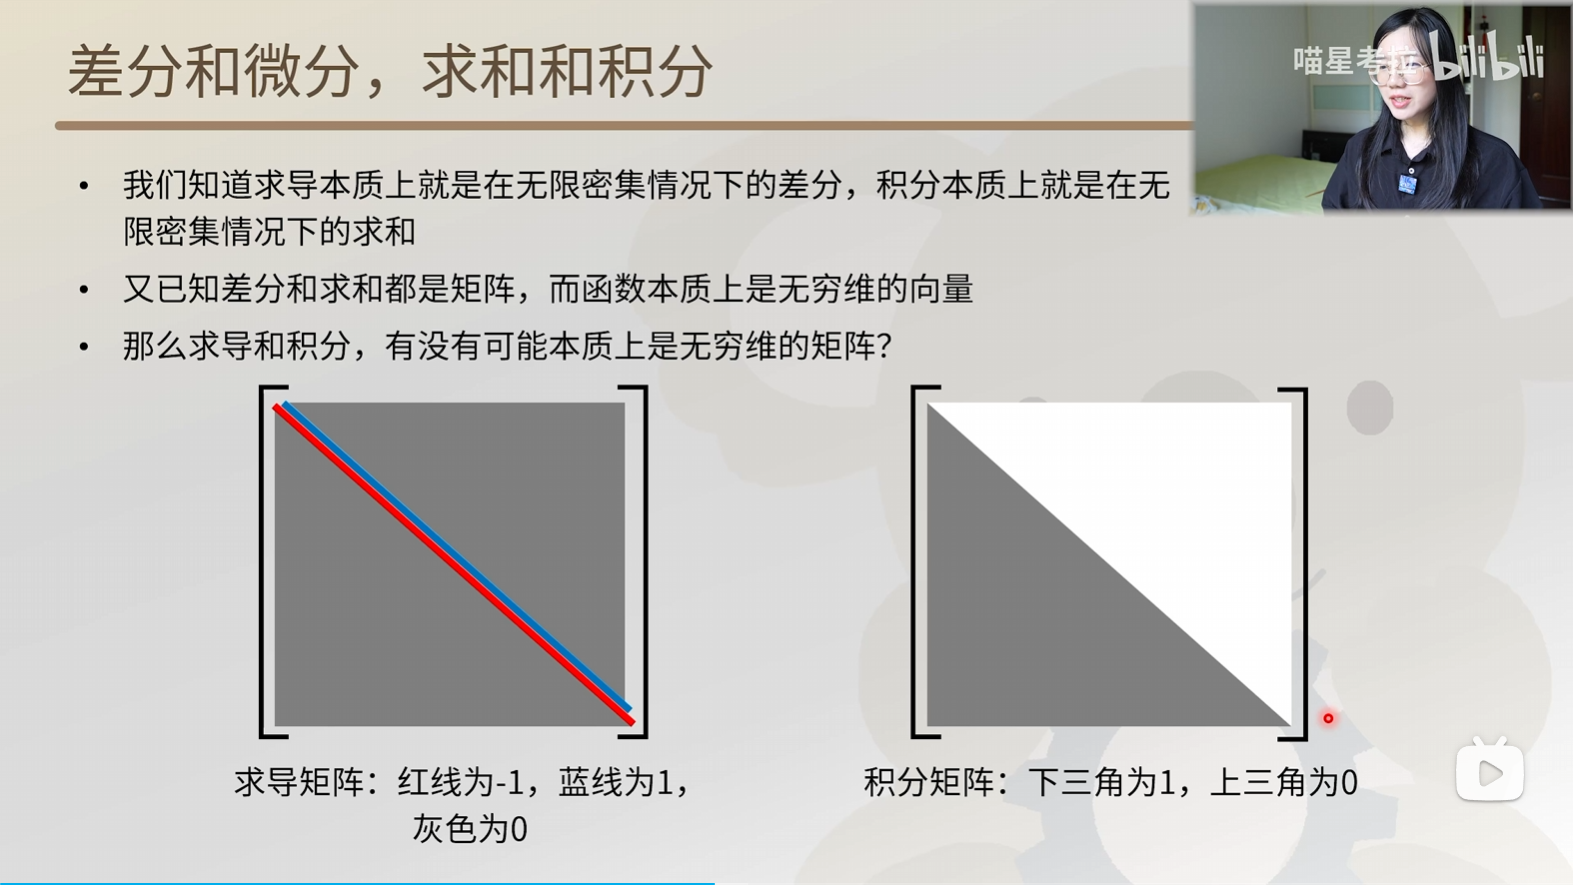 差分和微分，求和和积分
喵星考拉 bilibili
• 我们知道求导本质上就是在无限密集情况下的差分，积分本质上就是在无
限密集情况下的求和
• 又已知差分和求和都是矩阵，而函数本质上是无穷维的向量
• 那么求导和积分，有没有可能本质上是无穷维的矩阵？
求导矩阵：红线为-1，蓝线为1，
灰色为0
积分矩阵：下三角为1，上三角为0